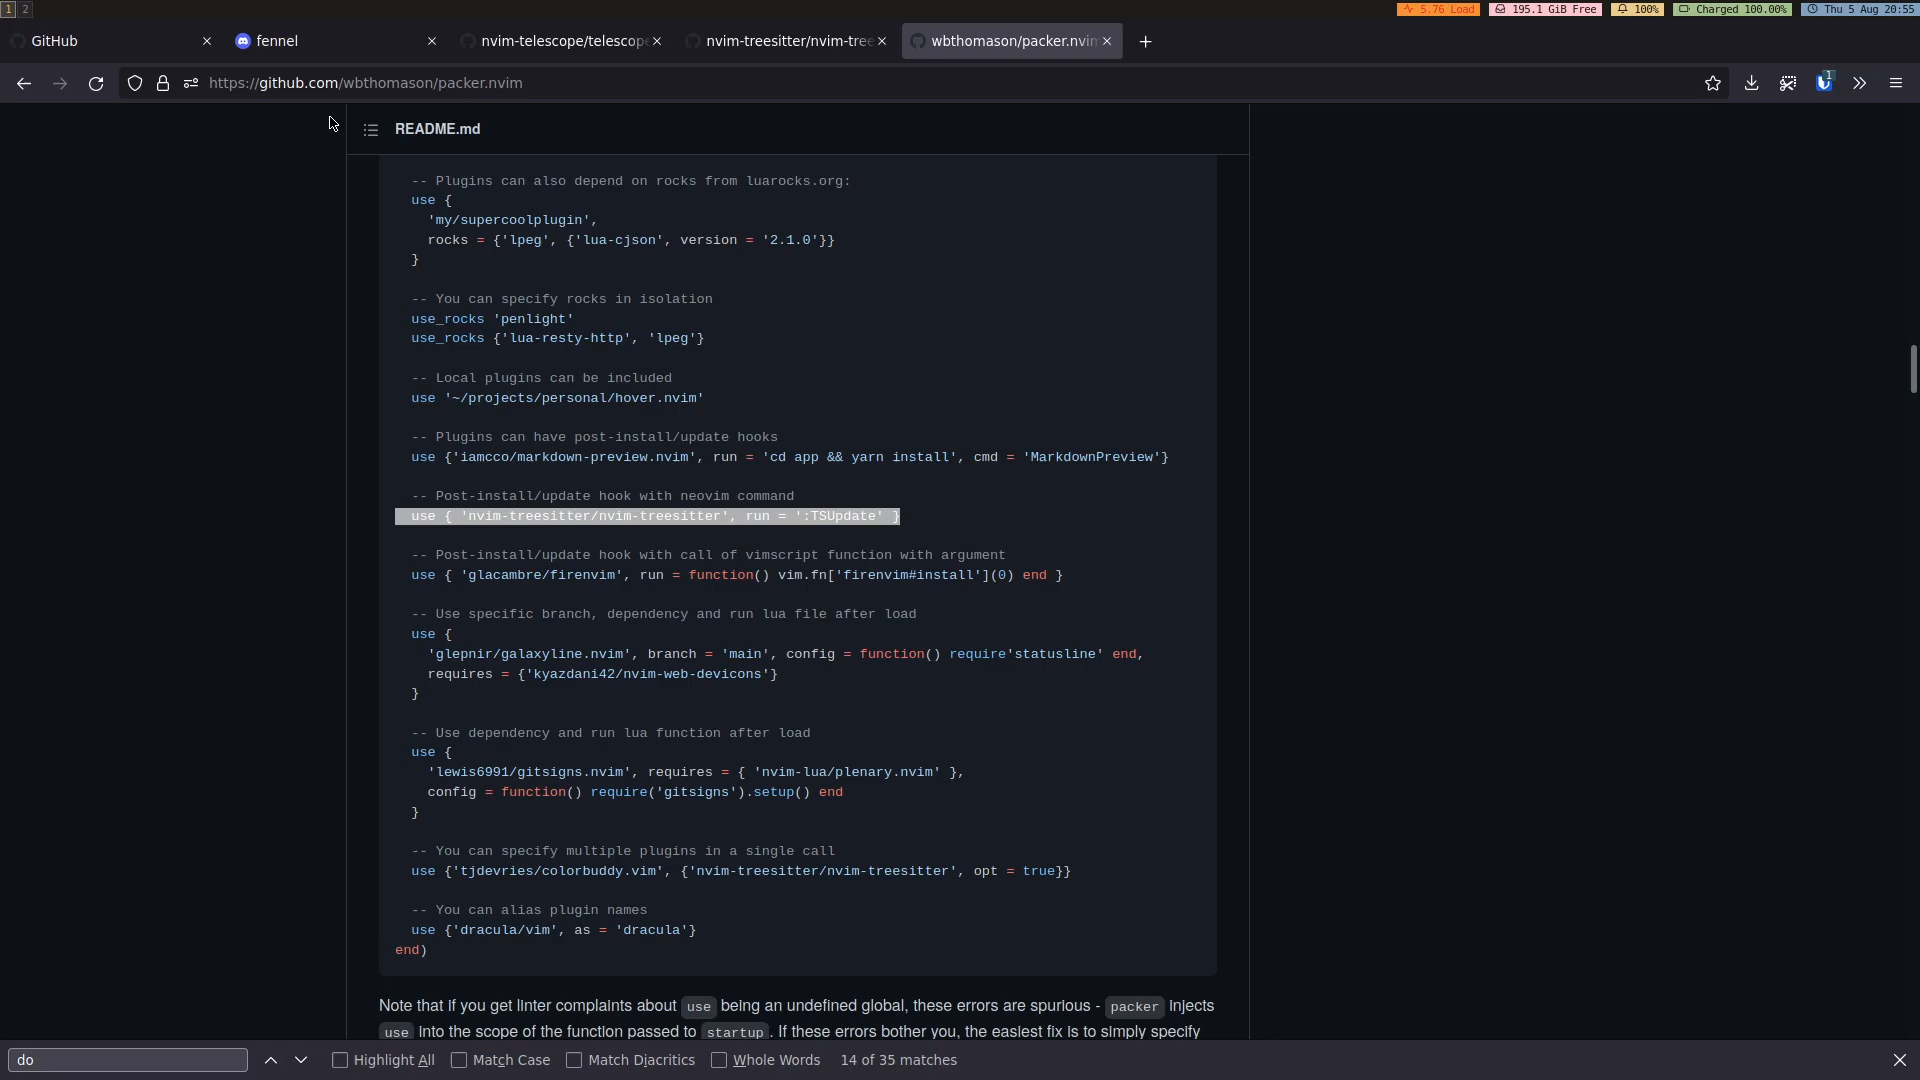 1 2 5.76 Load 195.1 GiB Free 100% Charged 100.00% Thu 5 Aug 20:55
GitHub fennel nvim-telescope/telescope nvim-treesitter/nvim-tree wbthomason/packer.nvim
https://github.com/wbthomason/packer.nvim 1
README.md
-- Plugins can also depend on rocks from luarocks.org:
use {
'my/supercoolplugin',
rocks = {'lpeg', {'lua-cjson', version = '2.1.0'}}
}
-- You can specify rocks in isolation
use_rocks 'penlight'
use_rocks {'lua-resty-http', 'lpeg'}
-- Local plugins can be included
use '~/projects/personal/hover.nvim'
-- Plugins can have post-install/update hooks
use {'iamcco/markdown-preview.nvim', run = 'cd app && yarn install', cmd = 'MarkdownPreview'}
-- Post-install/update hook with neovim command
use { 'nvim-treesitter/nvim-treesitter', run = ':TSUpdate' }
-- Post-install/update hook with call of vimscript function with argument
use { 'glacambre/firenvim', run = function() vim.fn['firenvim#install'](0) end }
-- Use specific branch, dependency and run lua file after load
use {
'glepnir/galaxyline.nvim', branch = 'main', config = function() require'statusline' end,
requires = {'kyazdani42/nvim-web-devicons'}
}
-- Use dependency and run lua function after load
use {
'lewis6991/gitsigns.nvim', requires = { 'nvim-lua/plenary.nvim' },
config = function() require('gitsigns').setup() end
}
-- You can specify multiple plugins in a single call
use {'tjdevries/colorbuddy.vim', {'nvim-treesitter/nvim-treesitter', opt = true}}
-- You can alias plugin names
use {'dracula/vim', as = 'dracula'}
end)
Note that if you get linter complaints about use being an undefined global, these errors are spurious - packer injects
use into the scope of the function passed to startup. If these errors bother you, the easiest fix is to simply specify
do Highlight All Match Case Match Diacritics Whole Words 14 of 35 matches